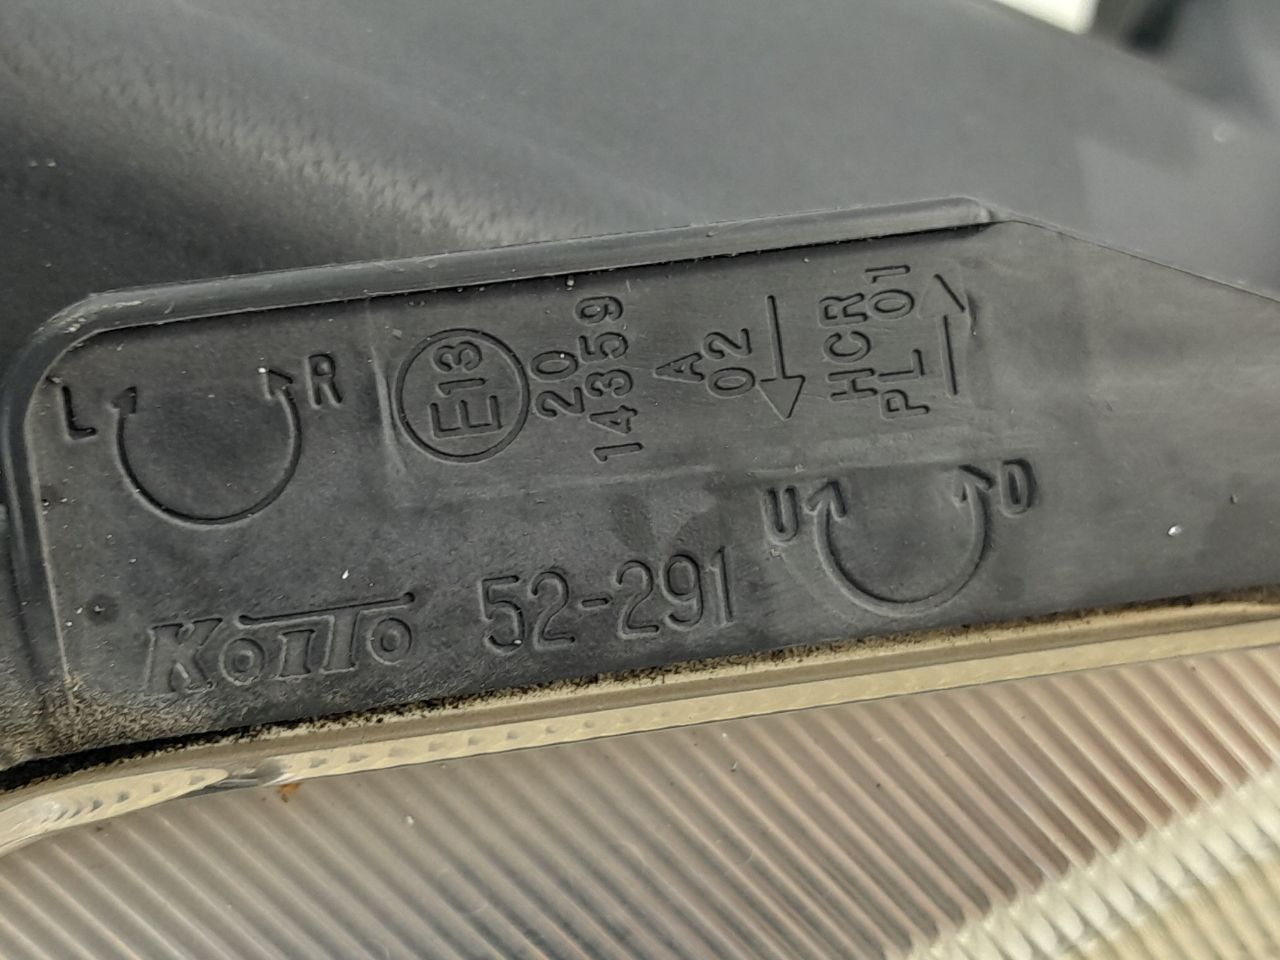 L R
E13
20
14359
A
02
HCR
PL 01
U D
KOITO 52-291